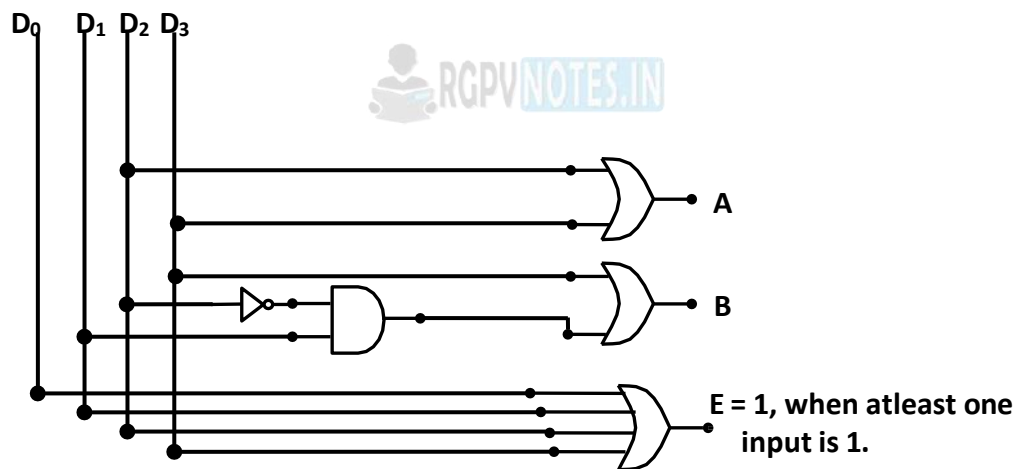 D₀ D₁ D₂ D₃
RGPVNOTES.IN
A
B
E = 1, when atleast one
input is 1.